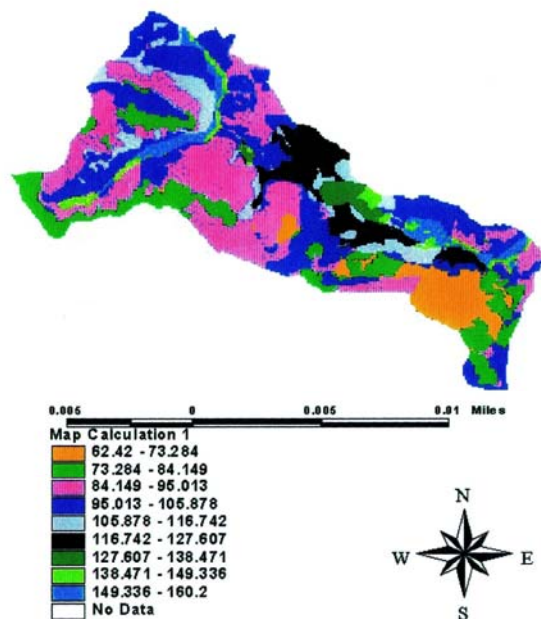 0.005 0 0.005 0.01 Miles
Map Calculation 1
62.42 - 73.284
73.284 - 84.149
84.149 - 95.013
95.013 - 105.878
105.878 - 116.742
116.742 - 127.607
127.607 - 138.471
138.471 - 149.336
149.336 - 160.2
No Data
N
W E
S